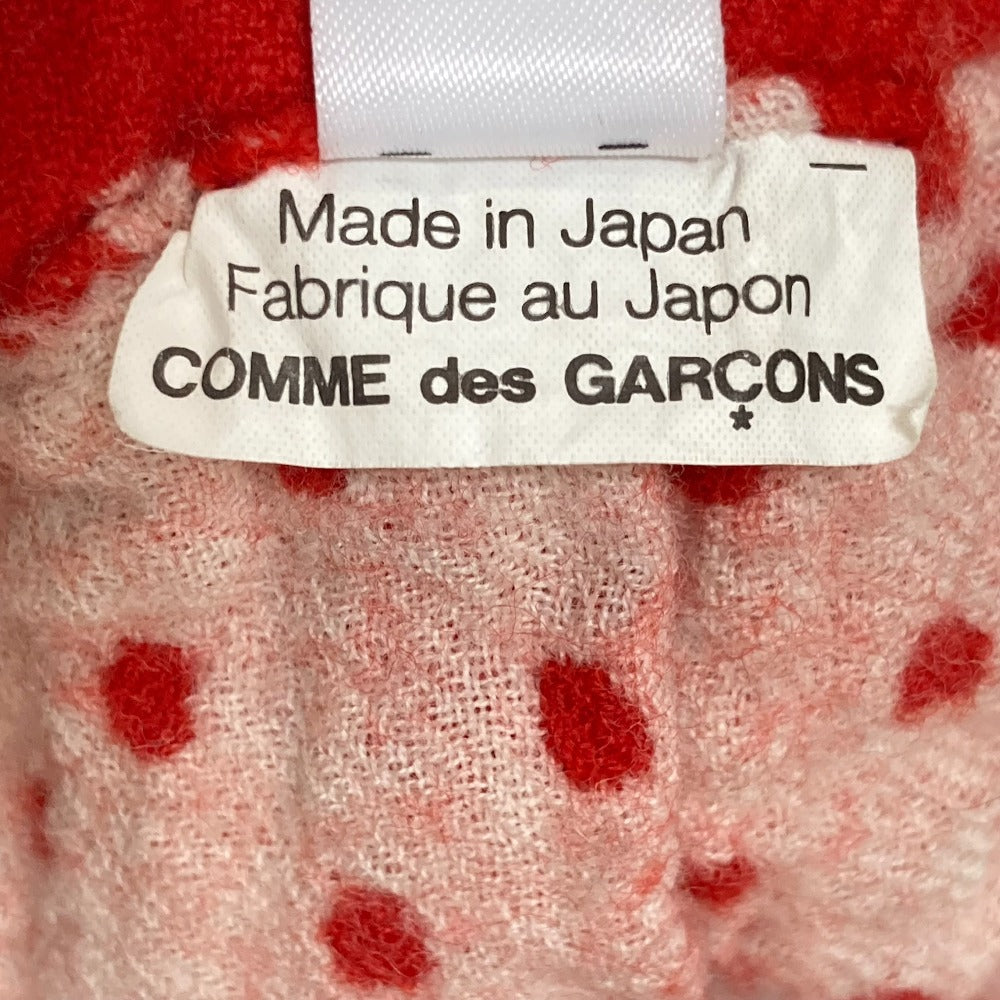 Made in Japan
Fabrique au Japon
COMME des GARÇONS